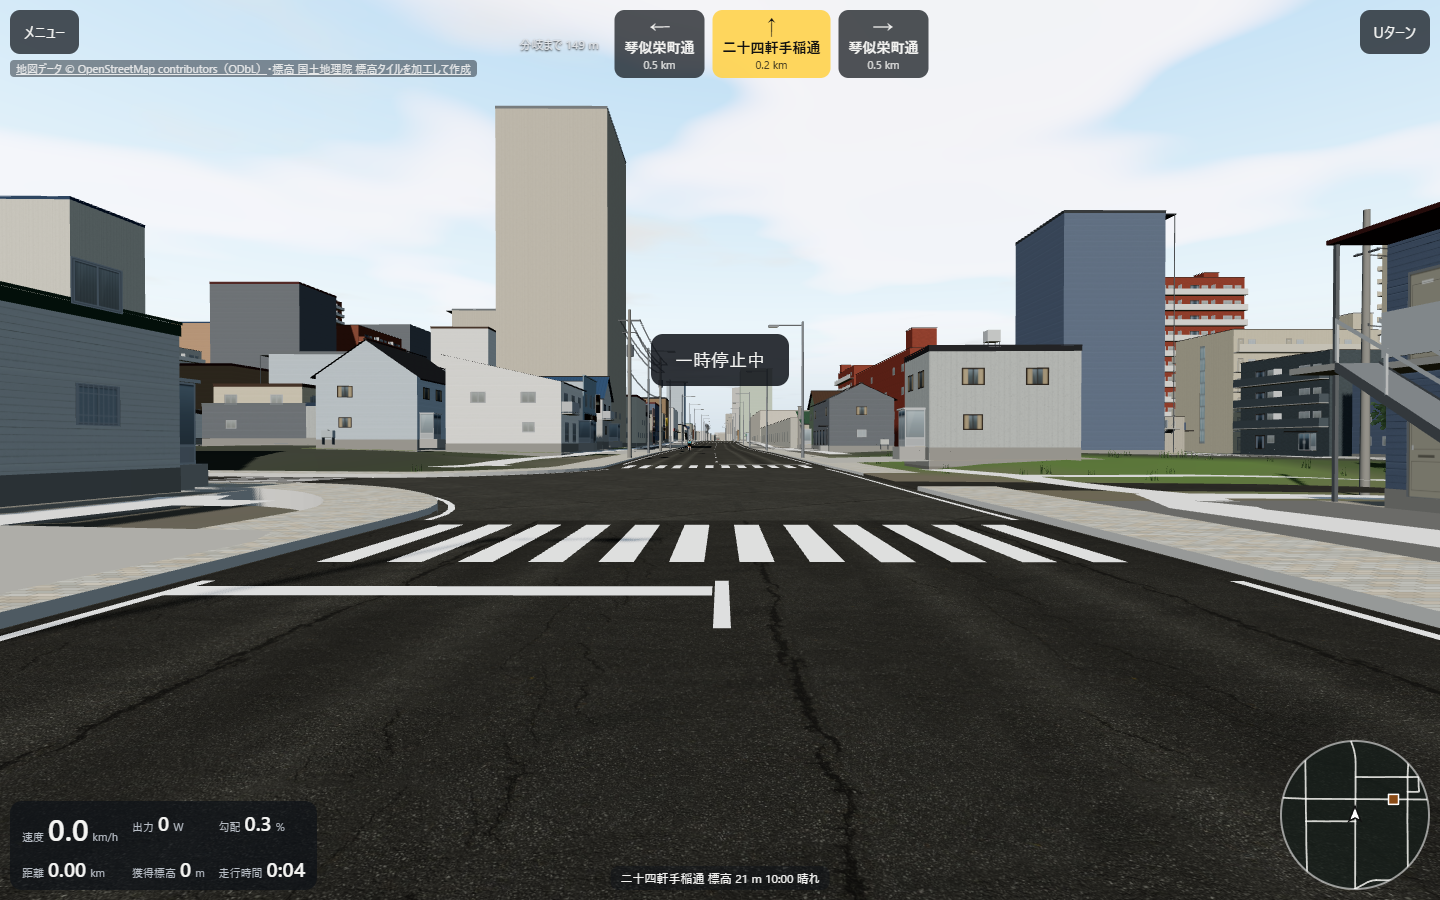 メニュー
地図データ © OpenStreetMap contributors（ODbL）・標高 国土地理院 標高タイルを加工して作成
分岐まで 149 m
←
琴似栄町通
0.5 km
↑
二十四軒手稲通
0.2 km
→
琴似栄町通
0.5 km
Uターン
一時停止中
速度 0.0 km/h
出力 0 W
勾配 0.3 %
距離 0.00 km
獲得標高 0 m
走行時間 0:04
二十四軒手稲通 標高 21 m 10:00 晴れ